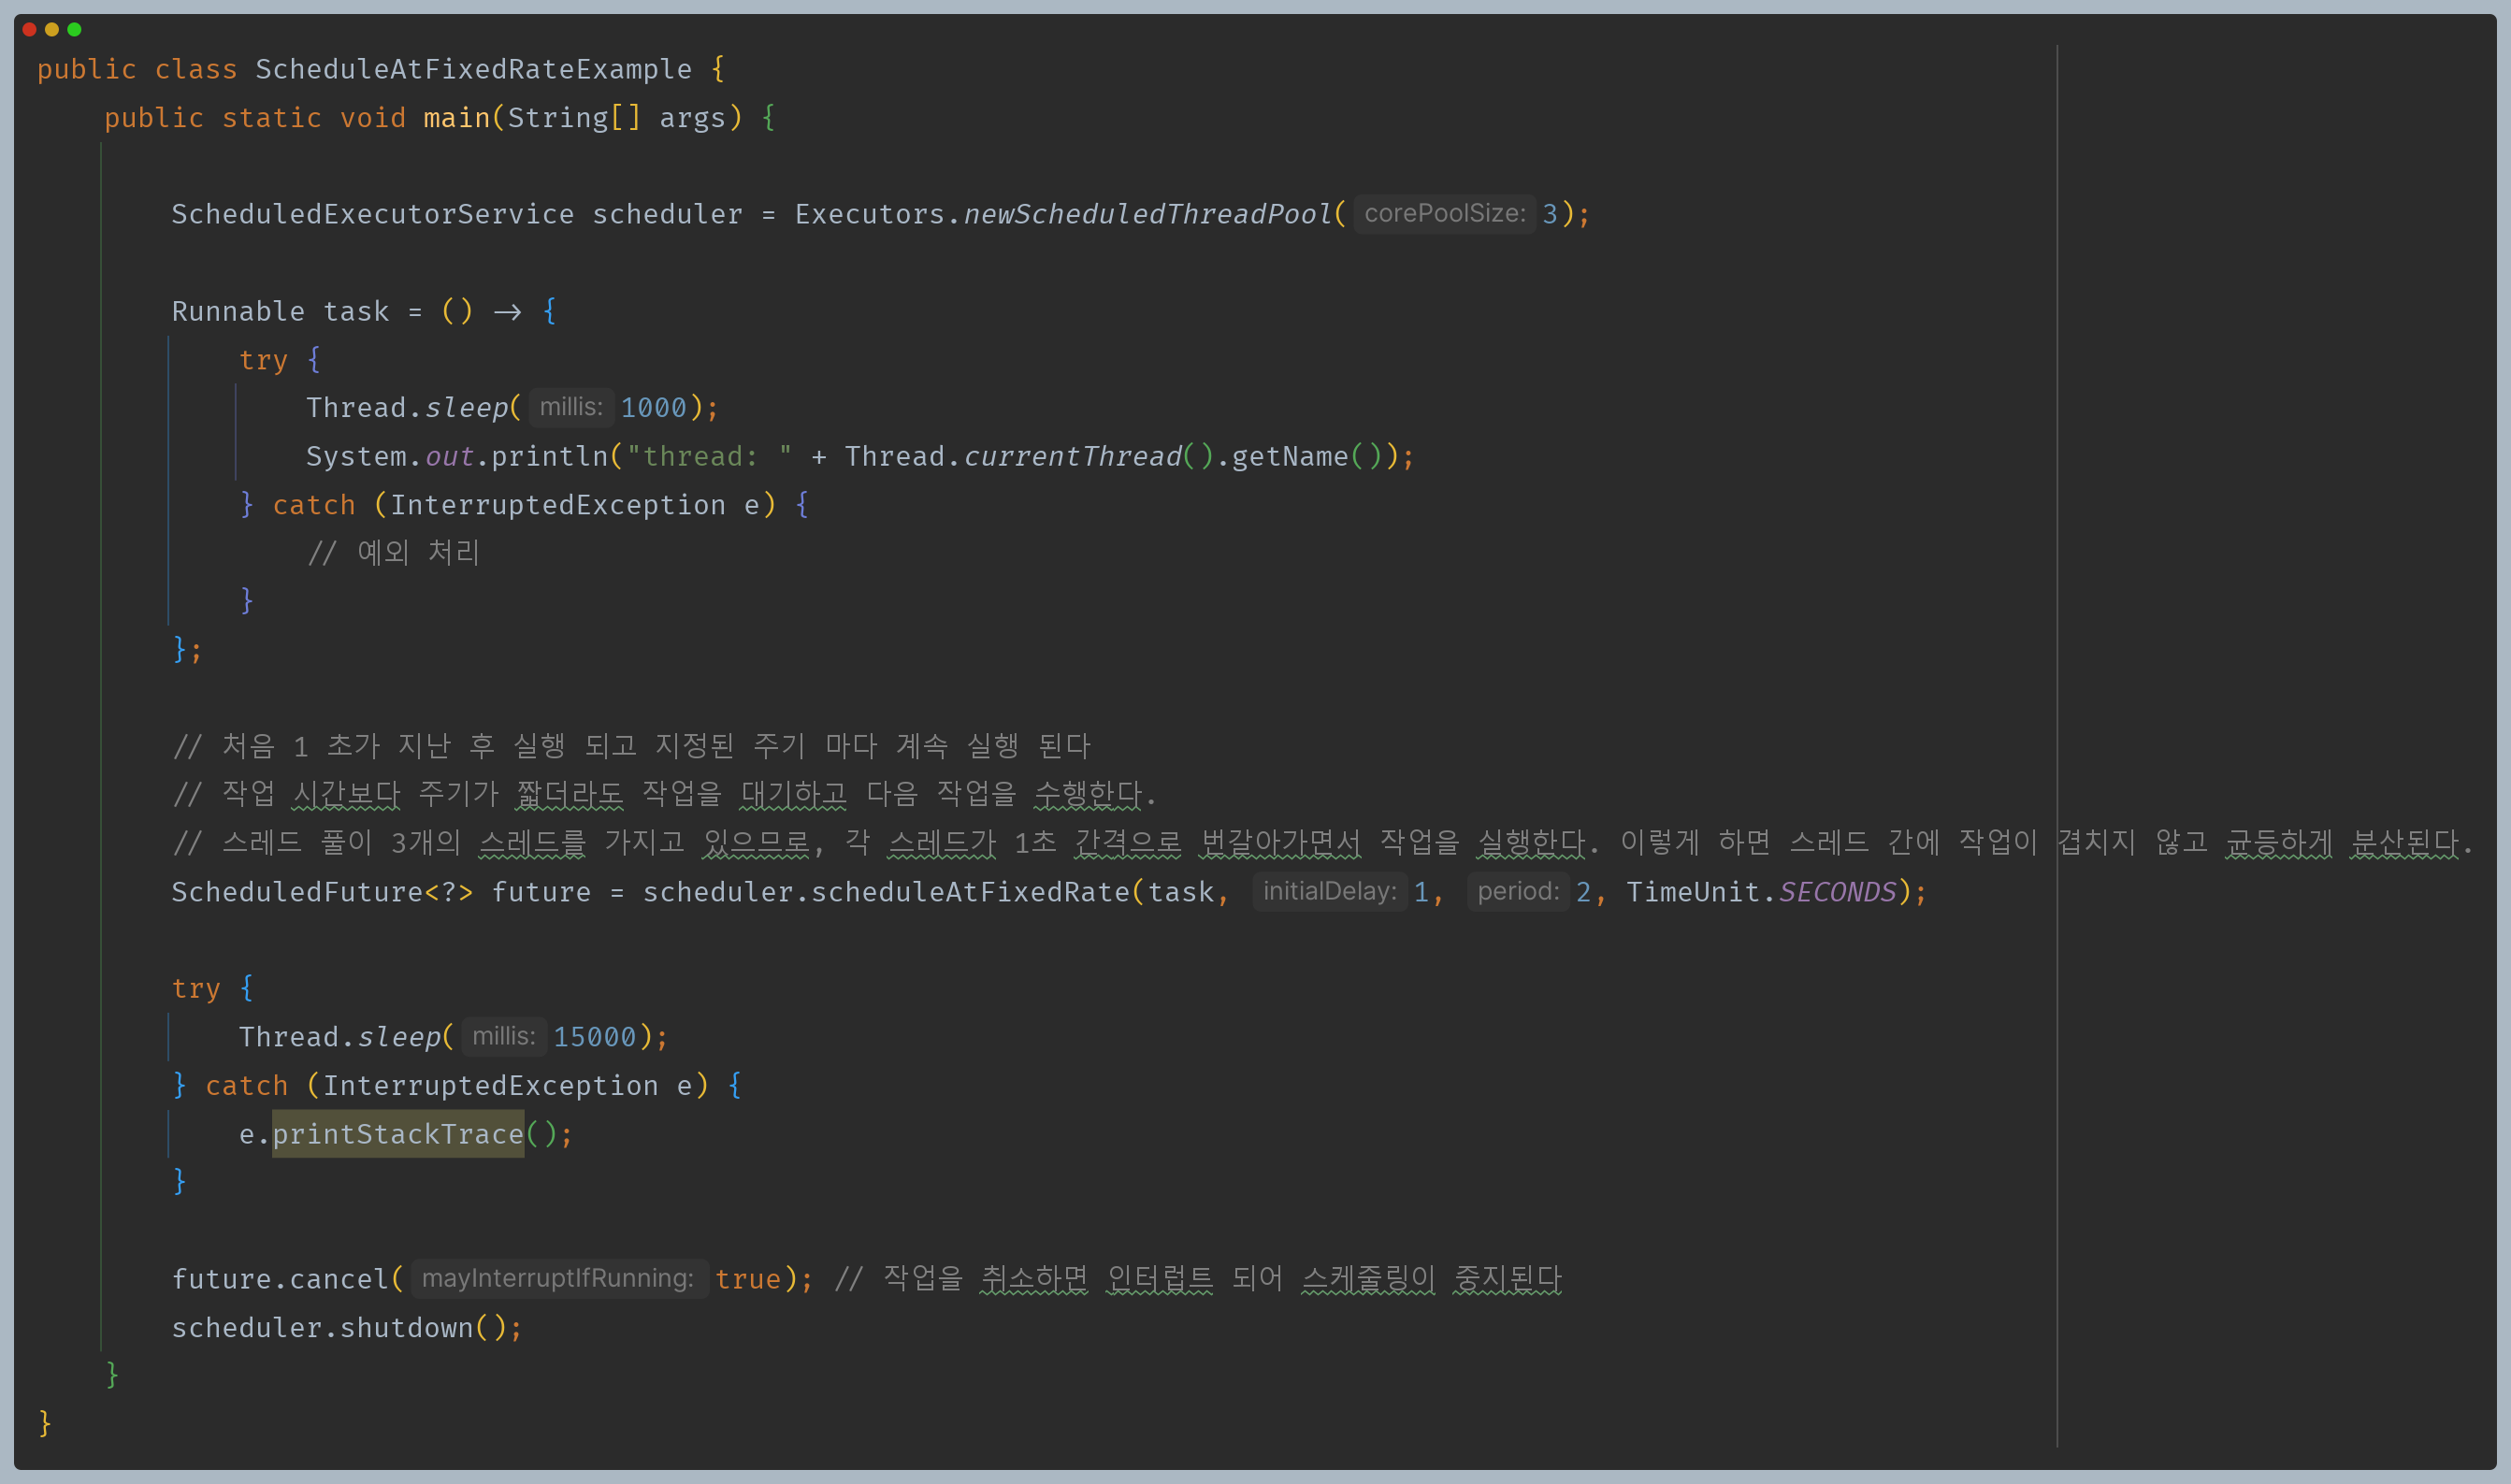 public class ScheduleAtFixedRateExample {
public static void main(String[] args) {
ScheduledExecutorService scheduler = Executors.newScheduledThreadPool( corePoolSize: 3);
Runnable task = () -> {
try {
Thread.sleep( millis: 1000);
System.out.println("thread: " + Thread.currentThread().getName());
} catch (InterruptedException e) {
// 예외 처리
}
};
// 처음 1 초가 지난 후 실행 되고 지정된 주기 마다 계속 실행 된다
// 작업 시간보다 주기가 짧더라도 작업을 대기하고 다음 작업을 수행한다.
// 스레드 풀이 3개의 스레드를 가지고 있으므로, 각 스레드가 1초 간격으로 번갈아가면서 작업을 실행한다. 이렇게 하면 스레드 간에 작업이 겹치지 않고 균등하게 분산된다.
ScheduledFuture<?> future = scheduler.scheduleAtFixedRate(task, initialDelay: 1, period: 2, TimeUnit.SECONDS);
try {
Thread.sleep( millis: 15000);
} catch (InterruptedException e) {
e.printStackTrace();
}
future.cancel( mayInterruptIfRunning: true); // 작업을 취소하면 인터럽트 되어 스케줄링이 중지된다
scheduler.shutdown();
}
}